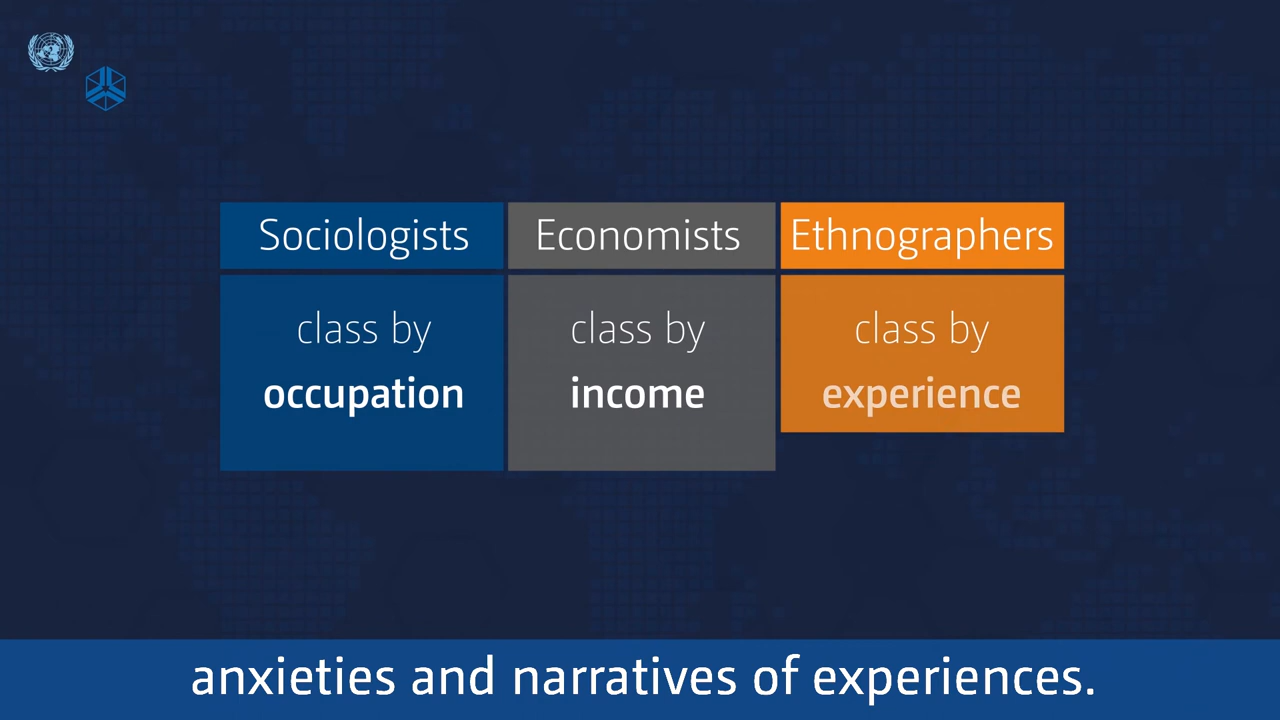 Sociologists
Economists
Ethnographers
class by
occupation
class by
income
class by
experience
anxieties and narratives of experiences.